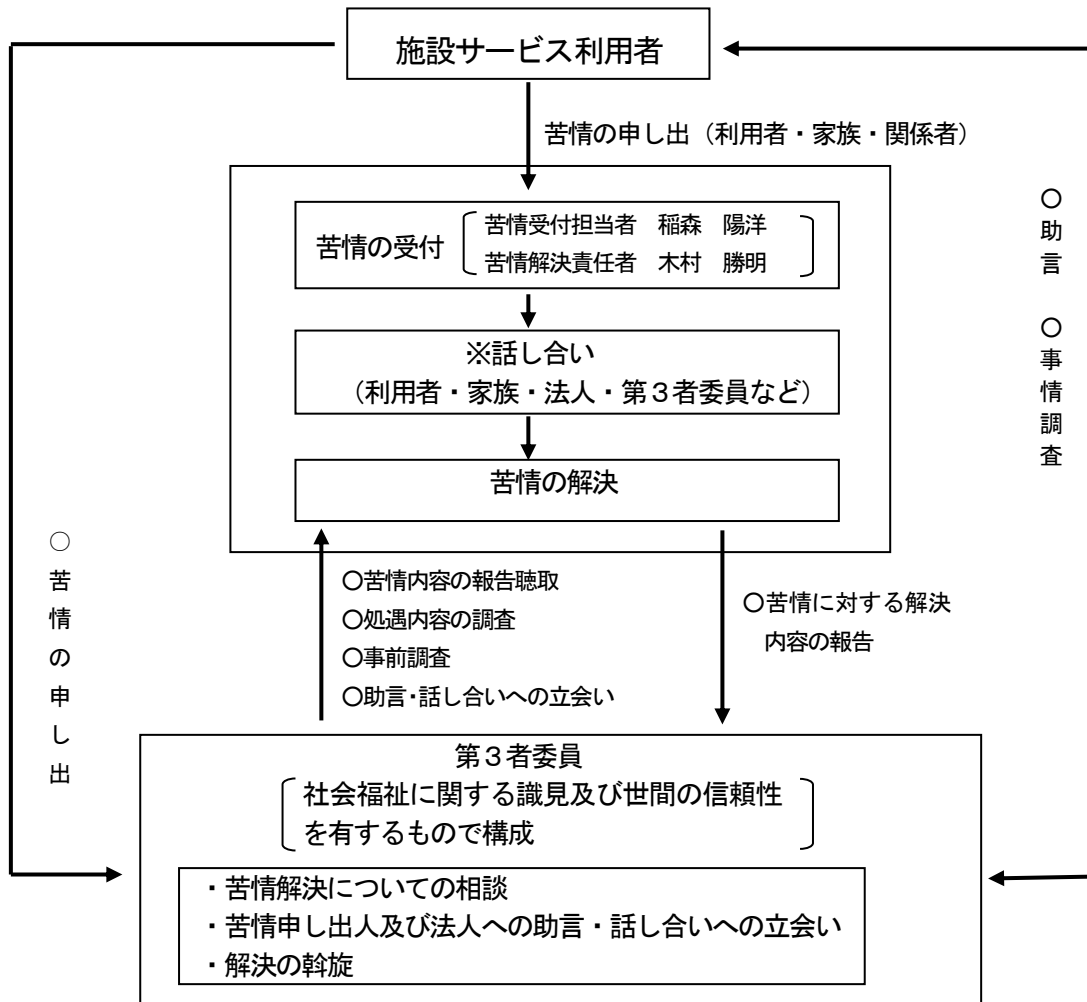 施設サービス利用者
苦情の申し出（利用者・家族・関係者）
苦情の受付
苦情受付担当者　稲森　陽洋
苦情解決責任者　木村　勝明
※話し合い
（利用者・家族・法人・第３者委員など）
苦情の解決
○助言　○事情調査
○苦情の申し出
○苦情内容の報告聴取
○処遇内容の調査
○事前調査
○助言・話し合いへの立会い
○苦情に対する解決
内容の報告
第３者委員
社会福祉に関する識見及び世間の信頼性
を有するもので構成
・苦情解決についての相談
・苦情申し出人及び法人への助言・話し合いへの立会い
・解決の斡旋